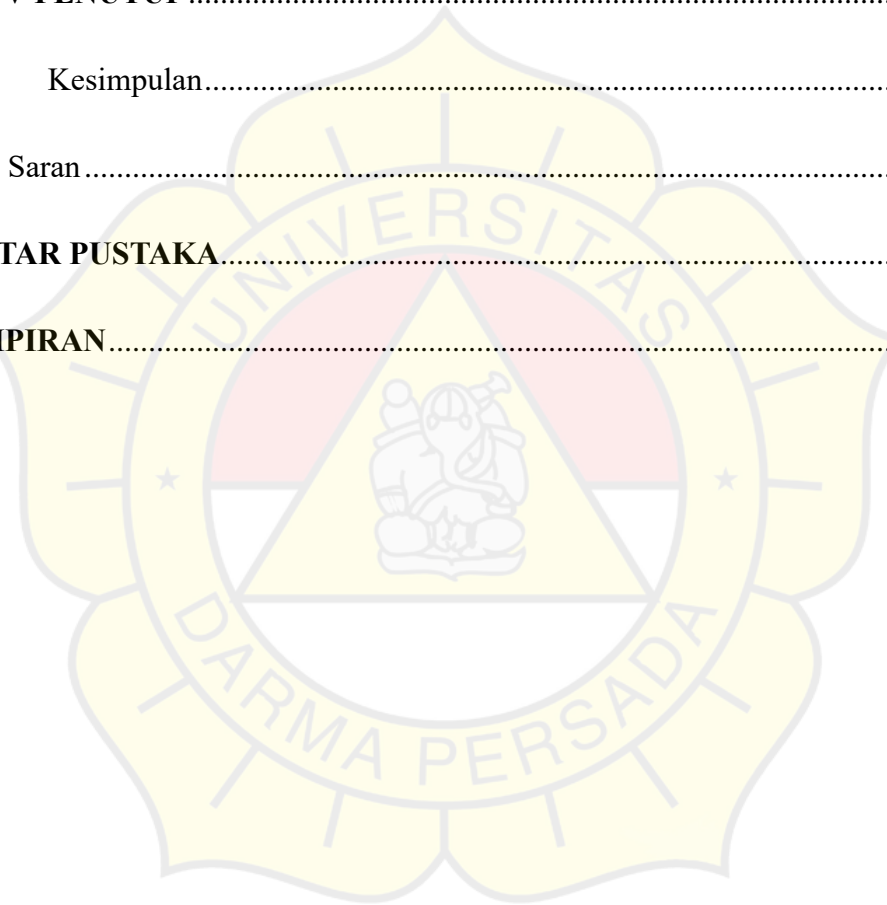 V PENUTUP
Kesimpulan
Saran
TAR PUSTAKA
PIRAN
UNIVERSITAS
DARMA PERSADA